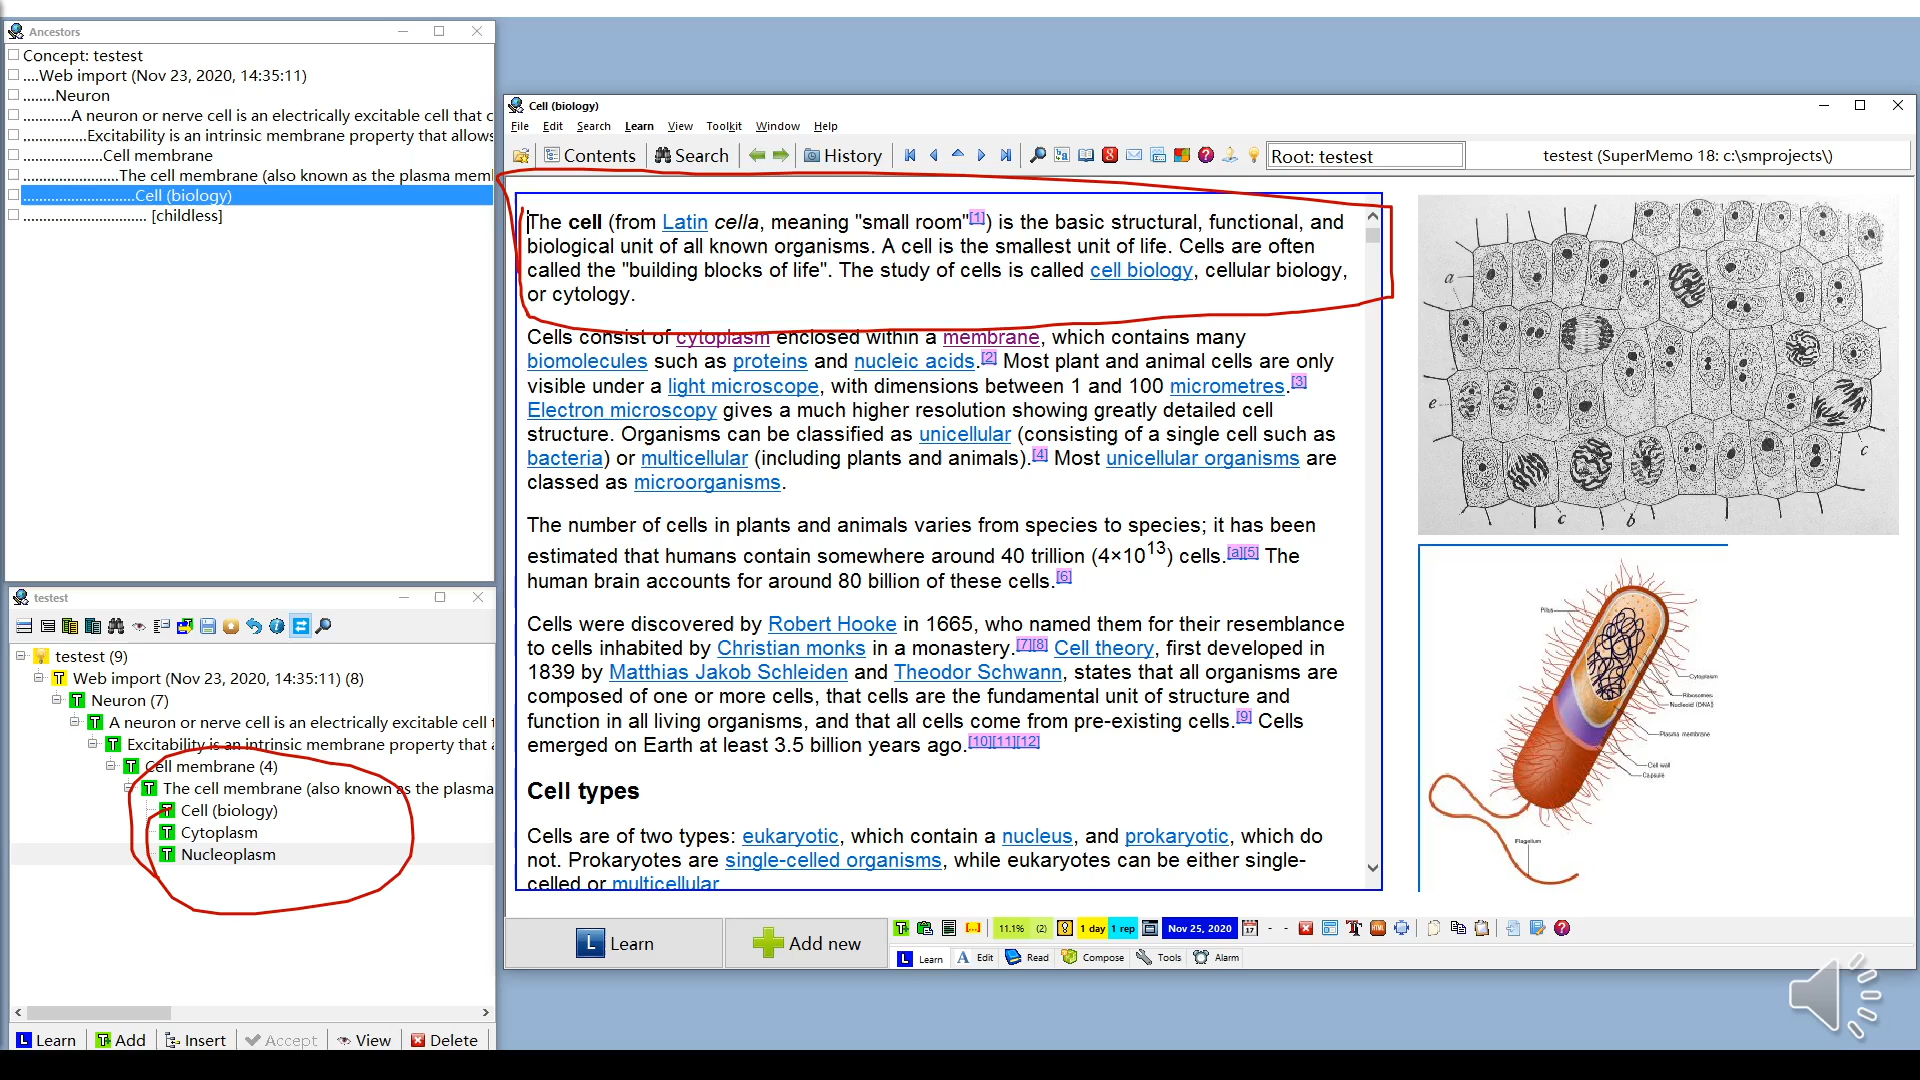 Ancestors
Concept: testest
....Web import (Nov 23, 2020, 14:35:11)
........Neuron
............A neuron or nerve cell is an electrically excitable cell that c
................Excitability is an intrinsic membrane property that allows
....................Cell membrane
........................The cell membrane (also known as the plasma mem
............................Cell (biology)
................................ [childless]
testest
testest (9)
Web import (Nov 23, 2020, 14:35:11) (8)
Neuron (7)
A neuron or nerve cell is an electrically excitable cell t
Excitability is an intrinsic membrane property that a
Cell membrane (4)
The cell membrane (also known as the plasma
Cell (biology)
Cytoplasm
Nucleoplasm
Learn Add Insert Accept View Delete
Cell (biology)
File Edit Search Learn View Toolkit Window Help
Contents Search History Root: testest testest (SuperMemo 18: c:\smprojects\)
The cell (from Latin cella, meaning "small room"[1]) is the basic structural, functional, and
biological unit of all known organisms. A cell is the smallest unit of life. Cells are often
called the "building blocks of life". The study of cells is called cell biology, cellular biology,
or cytology.
Cells consist of cytoplasm enclosed within a membrane, which contains many
biomolecules such as proteins and nucleic acids.[2] Most plant and animal cells are only
visible under a light microscope, with dimensions between 1 and 100 micrometres.[3]
Electron microscopy gives a much higher resolution showing greatly detailed cell
structure. Organisms can be classified as unicellular (consisting of a single cell such as
bacteria) or multicellular (including plants and animals).[4] Most unicellular organisms are
classed as microorganisms.
The number of cells in plants and animals varies from species to species; it has been
estimated that humans contain somewhere around 40 trillion (4×10¹³) cells.[a][5] The
human brain accounts for around 80 billion of these cells.[6]
Cells were discovered by Robert Hooke in 1665, who named them for their resemblance
to cells inhabited by Christian monks in a monastery.[7][8] Cell theory, first developed in
1839 by Matthias Jakob Schleiden and Theodor Schwann, states that all organisms are
composed of one or more cells, that cells are the fundamental unit of structure and
function in all living organisms, and that all cells come from pre-existing cells.[9] Cells
emerged on Earth at least 3.5 billion years ago.[10][11][12]
Cell types
Cells are of two types: eukaryotic, which contain a nucleus, and prokaryotic, which do
not. Prokaryotes are single-celled organisms, while eukaryotes can be either single-
celled or multicellular
a
e
c
c
b
Pilus
Cytoplasm
Ribosomes
Nucleoid (DNA)
Plasma membrane
Cell wall
Capsule
Flagellum
Learn Add new
11.1% (2) 1 day 1 rep Nov 25, 2020 - -
Learn Edit Read Compose Tools Alarm